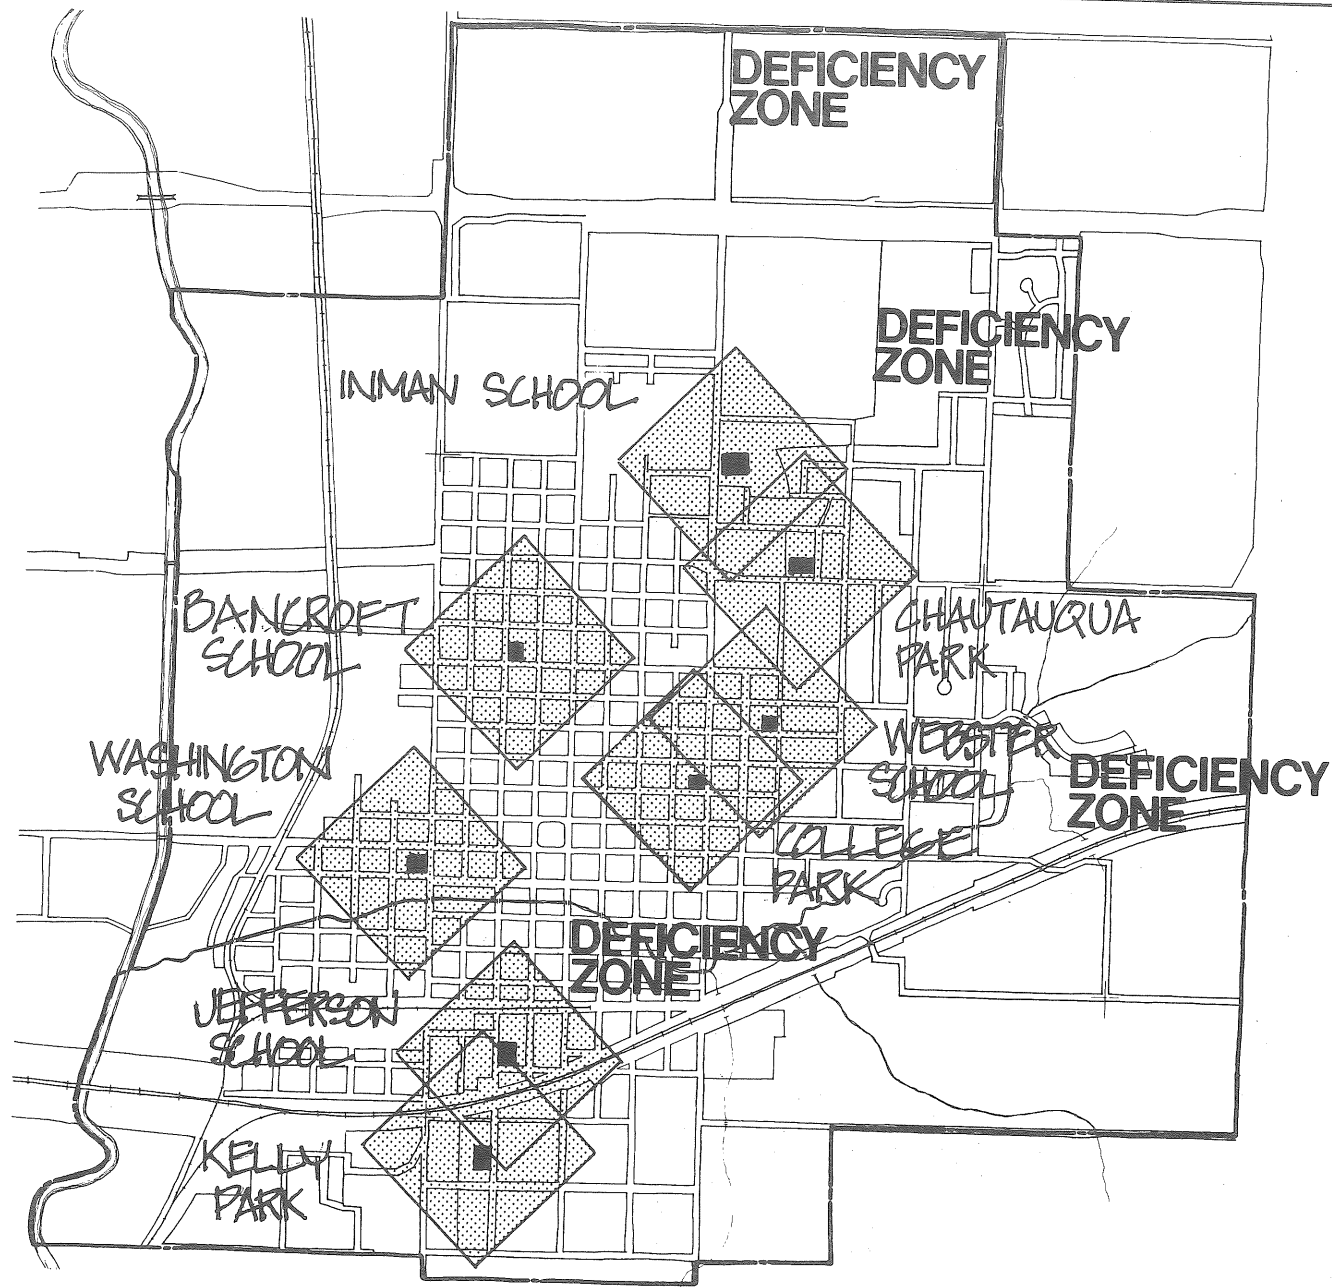 DEFICIENCY
ZONE
DEFICIENCY
ZONE
INMAN SCHOOL
BANCROFT
SCHOOL
CHAUTAUQUA
PARK
WASHINGTON
SCHOOL
WEBSTER
SCHOOL
DEFICIENCY
ZONE
COLLEGE
PARK
DEFICIENCY
ZONE
JEFFERSON
SCHOOL
KELLY
PARK